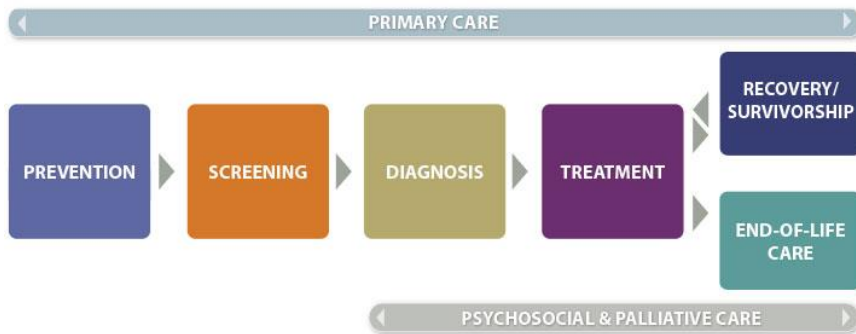 PRIMARY CARE
PREVENTION
SCREENING
DIAGNOSIS
TREATMENT
RECOVERY/
SURVIVORSHIP
END-OF-LIFE
CARE
PSYCHOSOCIAL & PALLIATIVE CARE